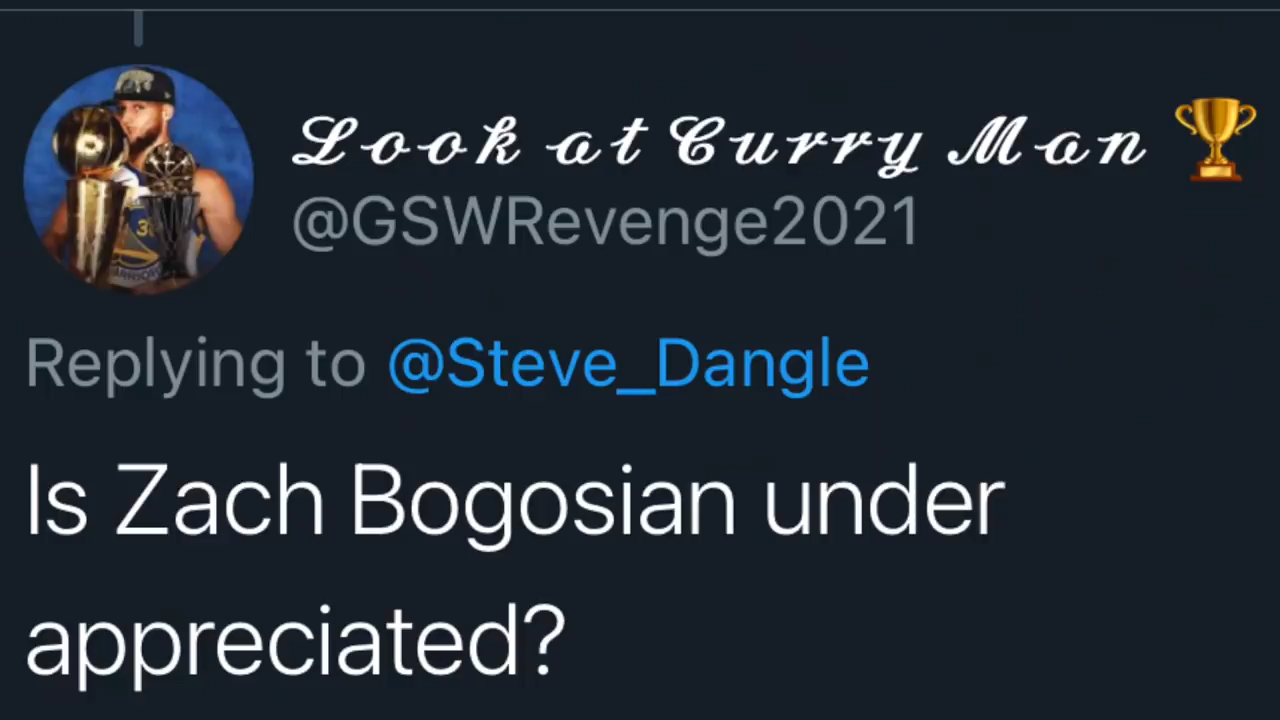 Look at Curry Man 🏆
@GSWRevenge2021
Replying to @Steve_Dangle
Is Zach Bogosian under
appreciated?